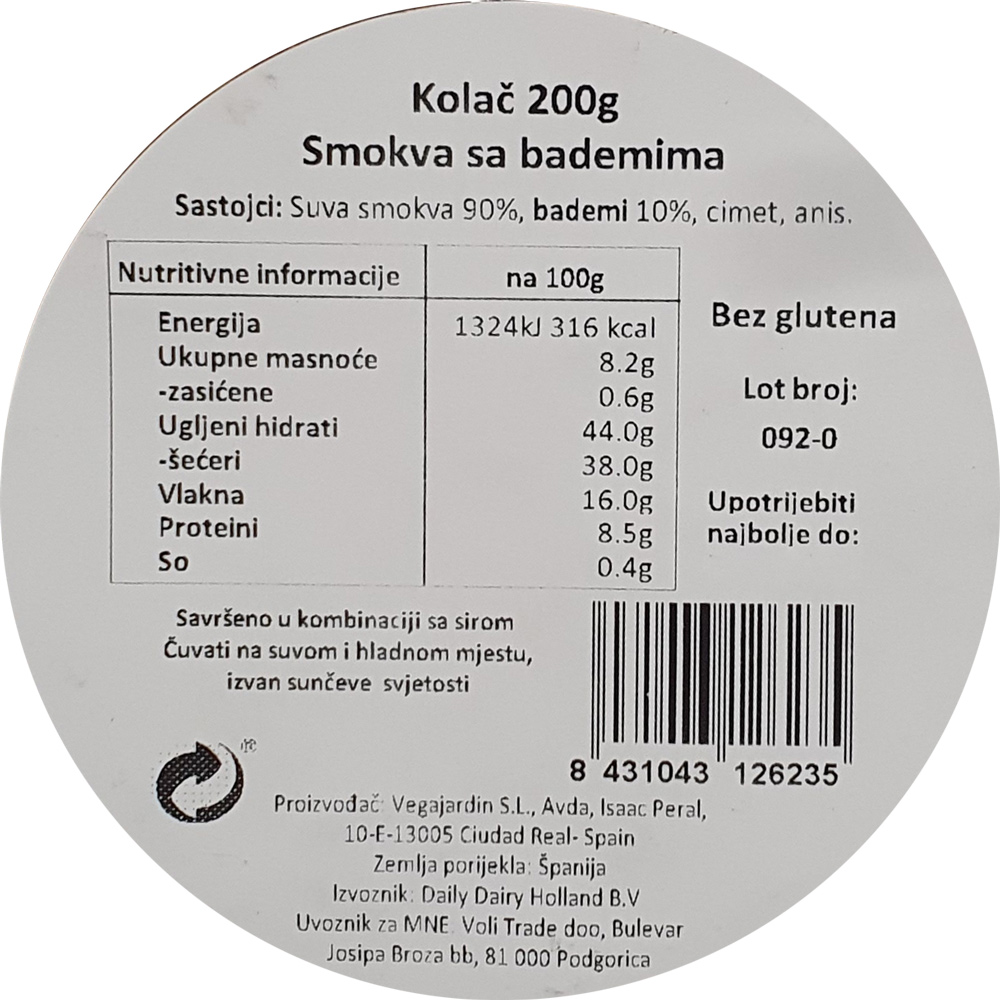 Kolač 200g
Smokva sa bademima
Sastojci: Suva smokva 90%, bademi 10%, cimet, anis.
Nutritivne informacije na 100g
Energija 1324kJ 316 kcal
Ukupne masnoće 8.2g
-zasićene 0.6g
Ugljeni hidrati 44.0g
-šećeri 38.0g
Vlakna 16.0g
Proteini 8.5g
So 0.4g
Bez glutena
Lot broj:
092-0
Upotrijebiti
najbolje do:
Savršeno u kombinaciji sa sirom
Čuvati na suvom i hladnom mjestu,
izvan sunčeve svjetosti
8 431043 126235
Proizvođač: Vegajardin S.L., Avda, Isaac Peral,
10-E-13005 Ciudad Real- Spain
Zemlja porijekla: Španija
Izvoznik: Daily Dairy Holland B.V
Uvoznik za MNE. Voli Trade doo, Bulevar
Josipa Broza bb, 81 000 Podgorica